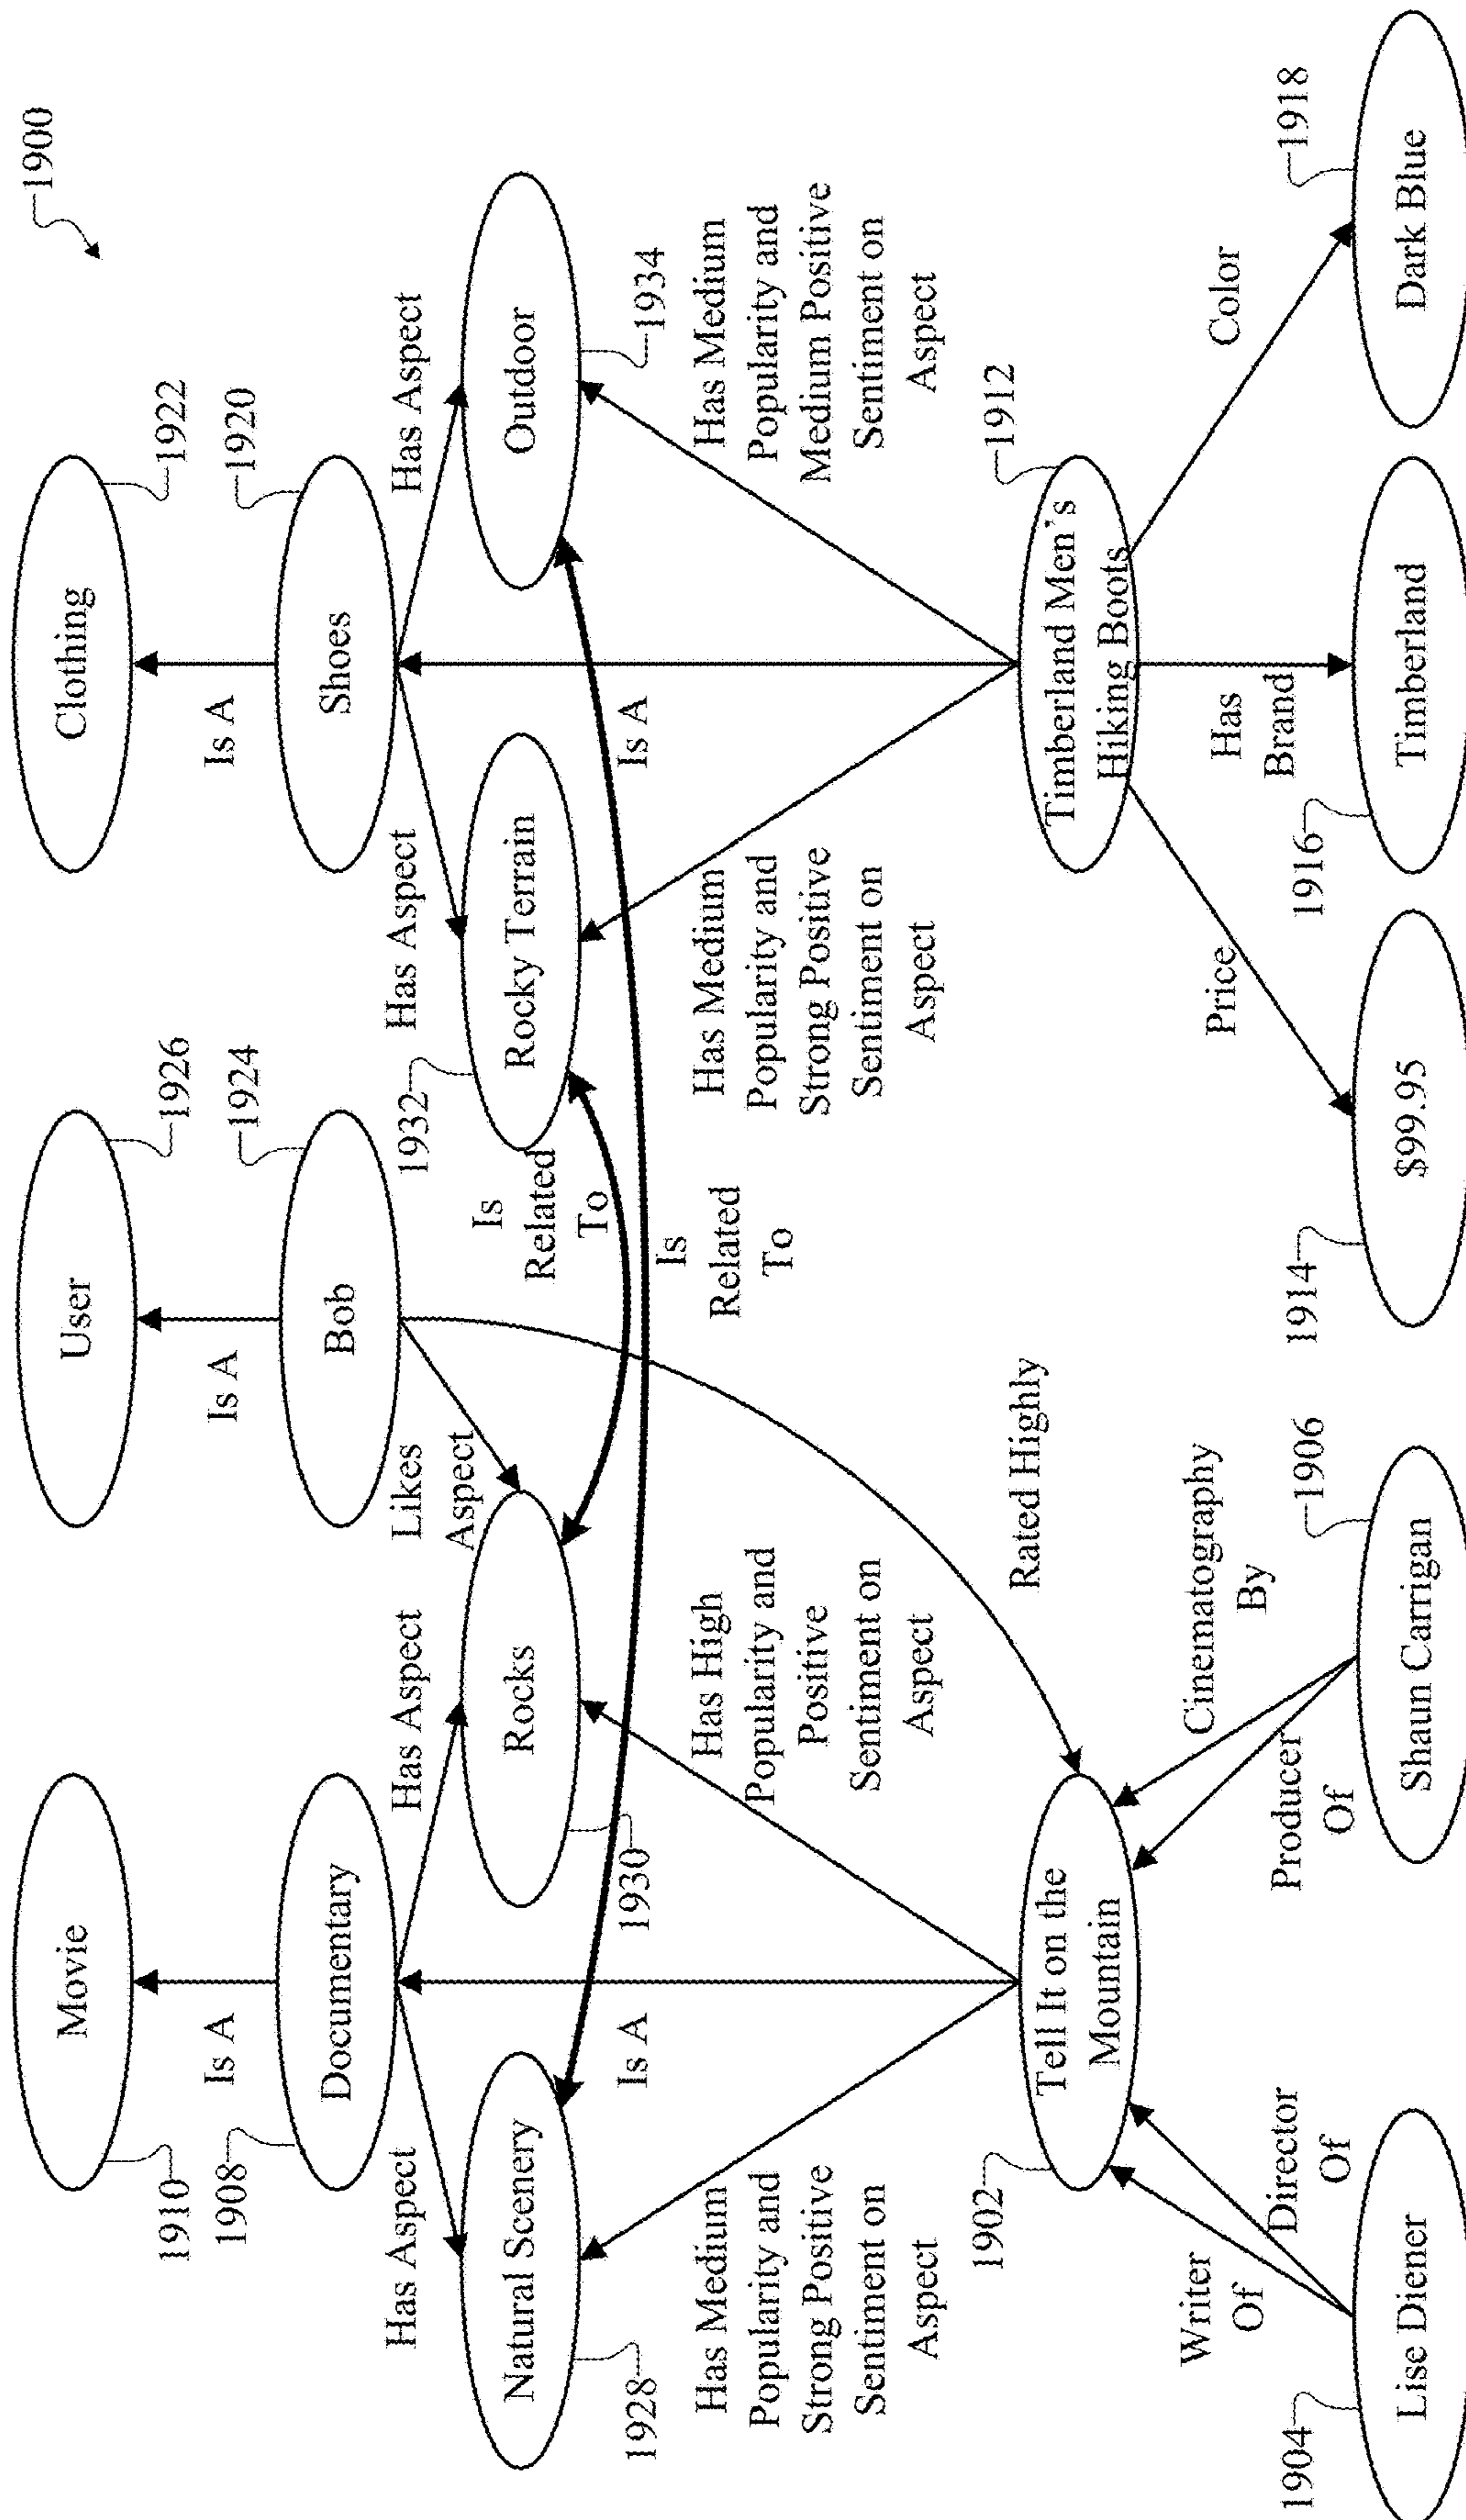 1900
Movie
1910
User
1926
Clothing
1922
Is A
Is A
Is A
Documentary
1908
Bob
1924
Shoes
1920
Has Aspect
Has Aspect
Likes
Aspect
Has Aspect
Has Aspect
Natural Scenery
1928
Rocks
1930
Is
Related
To
Rocky Terrain
1932
Outdoor
1934
Is A
Is
Related
To
Is A
Has Medium
Popularity and
Strong Positive
Sentiment on
Aspect
Has High
Popularity and
Positive
Sentiment on
Aspect
Has Medium
Popularity and
Strong Positive
Sentiment on
Aspect
Has Medium
Popularity and
Medium Positive
Sentiment on
Aspect
Rated Highly
Tell It on the
Mountain
1902
Timberland Men's
Hiking Boots
1912
Writer
Of
Director
Of
Producer
Of
Cinematography
By
Price
Has
Brand
Color
Lise Diener
1904
Shaun Carrigan
1906
$99.95
1914
Timberland
1916
Dark Blue
1918